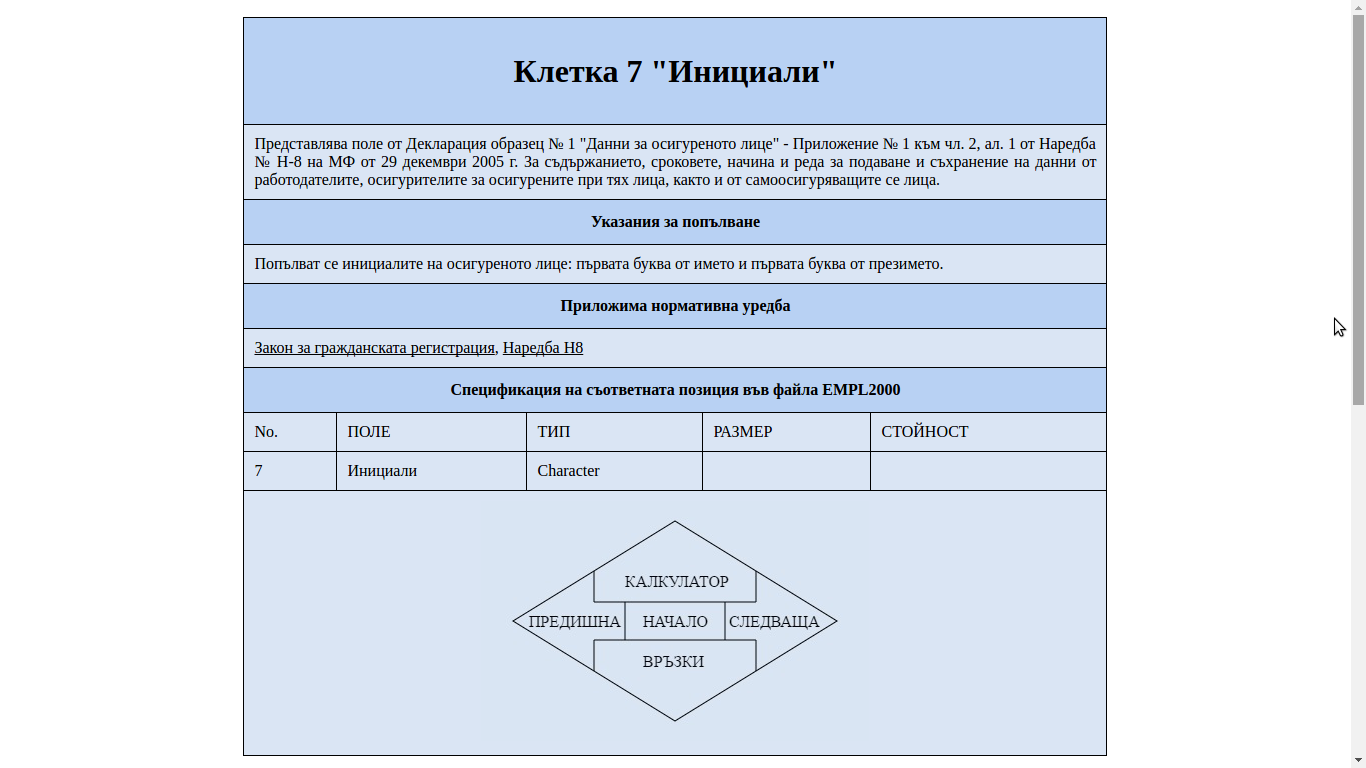 Клетка 7 "Инициали"
Представлява поле от Декларация образец № 1 "Данни за осигуреното лице" - Приложение № 1 към чл. 2, ал. 1 от Наредба
№ Н-8 на МФ от 29 декември 2005 г. За съдържанието, сроковете, начина и реда за подаване и съхранение на данни от
работодателите, осигурителите за осигурените при тях лица, както и от самоосигуряващите се лица.
Указания за попълване
Попълват се инициалите на осигуреното лице: първата буква от името и първата буква от презимето.
Приложима нормативна уредба
Закон за гражданската регистрация, Наредба Н8
Спецификация на съответната позиция във файла EMPL2000
No. ПОЛЕ ТИП РАЗМЕР СТОЙНОСТ
7 Инициали Character
КАЛКУЛАТОР
ПРЕДИШНА НАЧАЛО СЛЕДВАЩА
ВРЪЗКИ